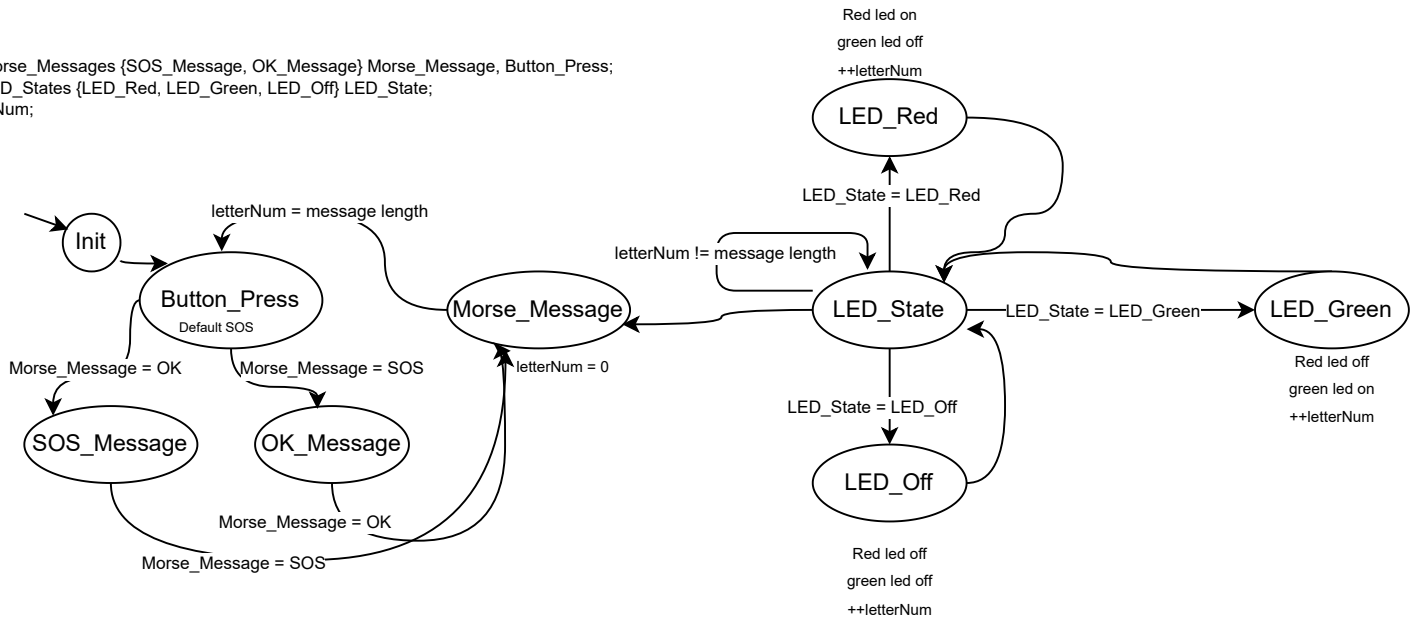 Red led on
green led off
++letterNum
Morse_Messages {SOS_Message, OK_Message} Morse_Message, Button_Press;
LED_States {LED_Red, LED_Green, LED_Off} LED_State;
Num;
LED_Red
LED_State = LED_Red
letterNum = message length
Init
letterNum != message length
Button_Press
Default SOS
Morse_Message
LED_State
LED_State = LED_Green
LED_Green
letterNum = 0
Morse_Message = OK
Morse_Message = SOS
Red led off
green led on
++letterNum
LED_State = LED_Off
SOS_Message
OK_Message
LED_Off
Morse_Message = OK
Morse_Message = SOS
Red led off
green led off
++letterNum